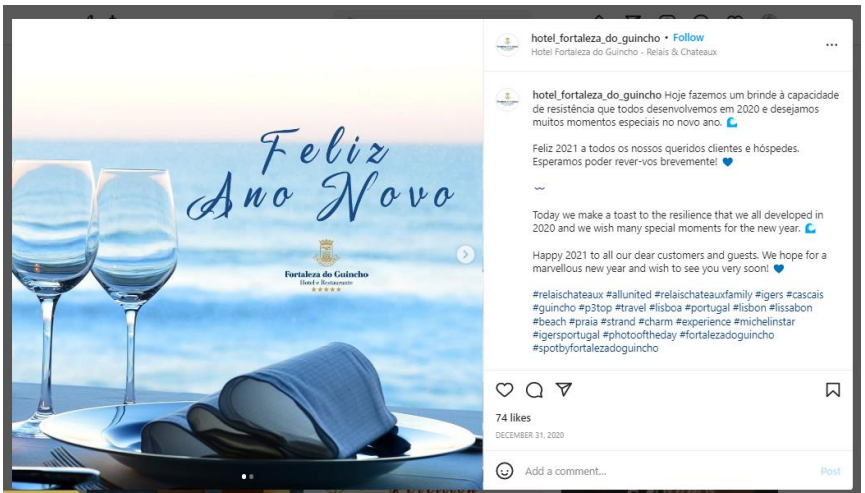 Feliz
Ano Novo
Fortaleza do Guincho
Hotel e Restaurante
hotel_fortaleza_do_guincho • Follow
Hotel Fortaleza do Guincho - Relais & Chateaux
hotel_fortaleza_do_guincho Hoje fazemos um brinde à capacidade
de resistência que todos desenvolvemos em 2020 e desejamos
muitos momentos especiais no novo ano. 🌊
Feliz 2021 a todos os nossos queridos clientes e hóspedes.
Esperamos poder rever-vos brevemente! 💙
〰
Today we make a toast to the resilience that we all developed in
2020 and we wish many special moments for the new year. 🌊
Happy 2021 to all our dear customers and guests. We hope for a
marvellous new year and wish to see you very soon! 💙
#relaischateaux #allunited #relaischateauxfamily #igers #cascais
#guincho #p3top #travel #lisboa #portugal #lisbon #lissabon
#beach #praia #strand #charm #experience #michelinstar
#igersportugal #photooftheday #fortalezadoguincho
#spotbyfortalezadoguincho
74 likes
DECEMBER 31, 2020
Add a comment...
Post